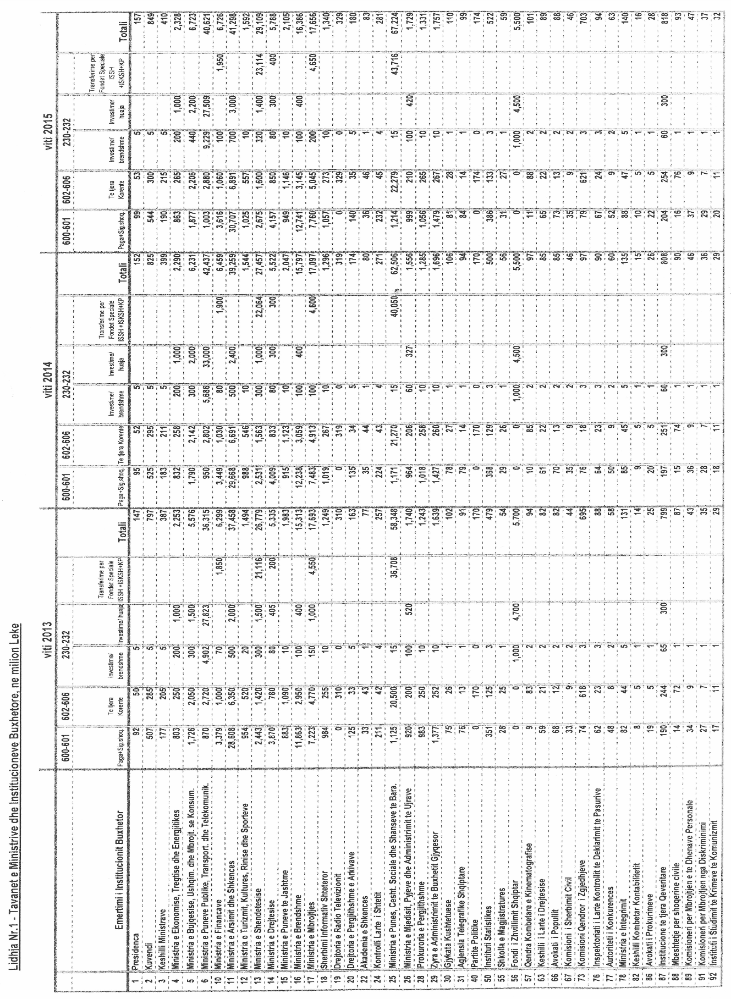 Lidhja Nr.1 - Tavanet e Ministrive dhe Institucioneve Buxhetore, ne milion Leke
viti 2013 viti 2014 viti 2015
600-601 602-606 230-232 600-601 602-606 230-232 600-601 602-606 230-232
Emertimi i Institucionit Buxhetor Paga+Sig.shoq. Te tjera Korente Investime/ brendshme Investime/ huaja Transferime per Fondet Speciale ISSH +ISKSH+KP Totali Paga+Sig.shoq. Te tjera Korente Investime/ brendshme Investime/ huaja Transferime per Fondet Speciale ISSH +ISKSH+KP Totali Paga+Sig.shoq. Te tjera Korente Investime/ brendshme Investime/ huaja Transferime per Fondet Speciale ISSH +ISKSH+KP Totali
1 Presidenca 92 50 5 147 95 52 5 152 99 53 5 157
2 Kuvendi 507 285 5 797 525 295 5 825 544 300 5 849
3 Keshilli Ministrave 177 205 5 387 183 211 5 399 190 215 5 410
4 Ministria e Ekonomise, Tregtise dhe Energjitikes 803 250 200 1,000 2,253 832 258 200 1,000 2,290 863 265 200 1,000 2,328
5 Ministria e Bujqesise, Ushqim. dhe Mbrojt. se Konsum. 1,726 2,050 300 1,500 5,576 1,790 2,142 300 2,000 6,231 1,877 2,206 440 2,200 6,723
6 Ministria e Puneve Publike, Transport. dhe Telekomunik. 870 2,720 4,902 27,823 36,315 950 2,802 5,686 33,000 42,437 1,003 2,880 9,229 27,509 40,621
10 Ministria e Financave 3,379 1,000 70 1,850 6,299 3,449 1,030 80 1,900 6,459 3,616 1,060 100 1,950 6,726
11 Ministria e Arsimit dhe Shkences 28,608 6,350 500 2,000 37,458 29,668 6,691 500 2,400 39,259 30,707 6,891 700 3,000 41,298
12 Ministria e Turizmit, Kultures, Rinise dhe Sporteve 954 520 20 1,494 988 546 10 1,544 1,025 557 10 1,592
13 Ministria e Shendetesise 2,443 1,420 300 1,500 21,116 26,779 2,531 1,563 300 1,000 22,064 27,457 2,675 1,600 320 1,400 23,114 29,109
14 Ministria e Drejtesise 3,870 780 80 405 200 5,335 4,009 833 80 300 300 5,522 4,157 850 80 300 400 5,788
15 Ministria e Puneve te Jashtme 883 1,090 10 1,983 915 1,123 10 2,047 949 1,146 10 2,105
16 Ministria e Brendshme 11,863 2,950 100 400 15,313 12,238 3,059 100 400 15,797 12,741 3,145 100 400 16,386
17 Ministria e Mbrojtjes 7,223 4,770 150 1,000 4,550 17,693 7,483 4,913 100 4,600 17,097 7,760 5,045 200 4,650 17,656
18 Sherbimi Informativ Shteteror 984 255 10 1,249 1,019 267 10 1,296 1,057 273 10 1,340
19 Drejtoria e Radio Televizionit 0 310 0 310 0 319 0 319 0 329 0 329
20 Drejtoria e Pergjithshme e Arkivave 125 33 5 163 135 34 5 174 140 35 5 180
22 Akademia e Shkences 33 43 1 77 35 44 1 80 36 46 1 83
24 Kontrolli Larte i Shtetit 211 42 4 257 224 43 4 271 232 45 4 281
25 Ministria e Punes, Cesht. Sociale dhe Shanseve te Bara. 1,125 20,500 15 36,708 58,348 1,171 21,270 15 40,050 62,506 1,214 22,279 15 43,716 67,224
26 Ministria e Mjedisit, Pyjeve dhe Administrimit te Ujrave 920 200 100 520 1,740 964 206 60 327 1,556 999 210 100 420 1,729
28 Prokuroria e Pergjithshme 983 250 10 1,243 1,018 258 10 1,285 1,056 265 10 1,331
29 Zyra e Administrimit te Buxhetit Gjyqesor 1,377 252 10 1,639 1,427 260 10 1,696 1,479 267 10 1,757
30 Gjykata Kushtetuese 75 26 1 102 78 27 1 106 81 28 1 110
31 Agjensia Telegrafike Shqiptare 76 13 1 91 79 14 1 94 84 14 1 99
40 Partite Politike 0 170 0 170 0 170 0 170 0 174 0 174
50 Instituti Statistikes 351 125 3 479 368 129 3 500 386 133 3 522
55 Shkolla e Magjistratures 28 25 1 54 29 26 1 56 31 27 1 59
56 Fondi i Zhvillimit Shqiptar 0 0 1,000 4,700 5,700 0 0 1,000 4,500 5,500 0 0 1,000 4,500 5,500
57 Qendra Kombetare e Kinematografise 9 83 2 94 10 85 2 97 11 88 2 101
63 Keshilli i Larte i Drejtesise 59 21 2 82 61 22 2 85 65 22 2 89
66 Avokati i Popullit 68 12 2 82 70 13 2 85 73 13 2 88
67 Komisioni i Sherbimit Civil 33 9 2 44 35 9 2 46 35 9 2 46
73 Komisioni Qendror i Zgjedhjeve 74 618 3 695 76 18 3 97 79 621 3 703
76 Inspektoriati i Larte Kontrollit te Deklarimit te Pasurive 62 23 3 88 64 23 3 90 67 24 3 94
77 Autoriteti i Konkurences 48 8 2 58 50 9 2 60 52 9 2 63
78 Ministria e Integrimit 82 44 5 131 85 45 5 135 88 47 5 140
82 Keshilli Kombetar Kontabilitetit 8 5 1 14 9 5 1 15 10 5 1 16
86 Avokati i Prokurimeve 19 5 1 25 20 5 1 26 22 5 1 28
87 Institucione te tjera Qeveritare 190 244 65 300 799 197 251 60 300 808 204 254 60 300 818
88 Mbeshtetje per shoqerine civile 14 72 1 87 15 74 1 90 16 76 1 93
89 Komisioneri per Mbrojtjen e te Dhenave Personale 34 9 1 43 36 9 1 46 37 9 1 47
91 Komisioneri per Mbrojtjen nga Diskriminimi 27 7 1 35 28 7 1 36 29 7 1 37
92 Instituti i Studimit te Krimeve te Komunizmit 17 11 1 29 18 11 1 29 20 11 1 32